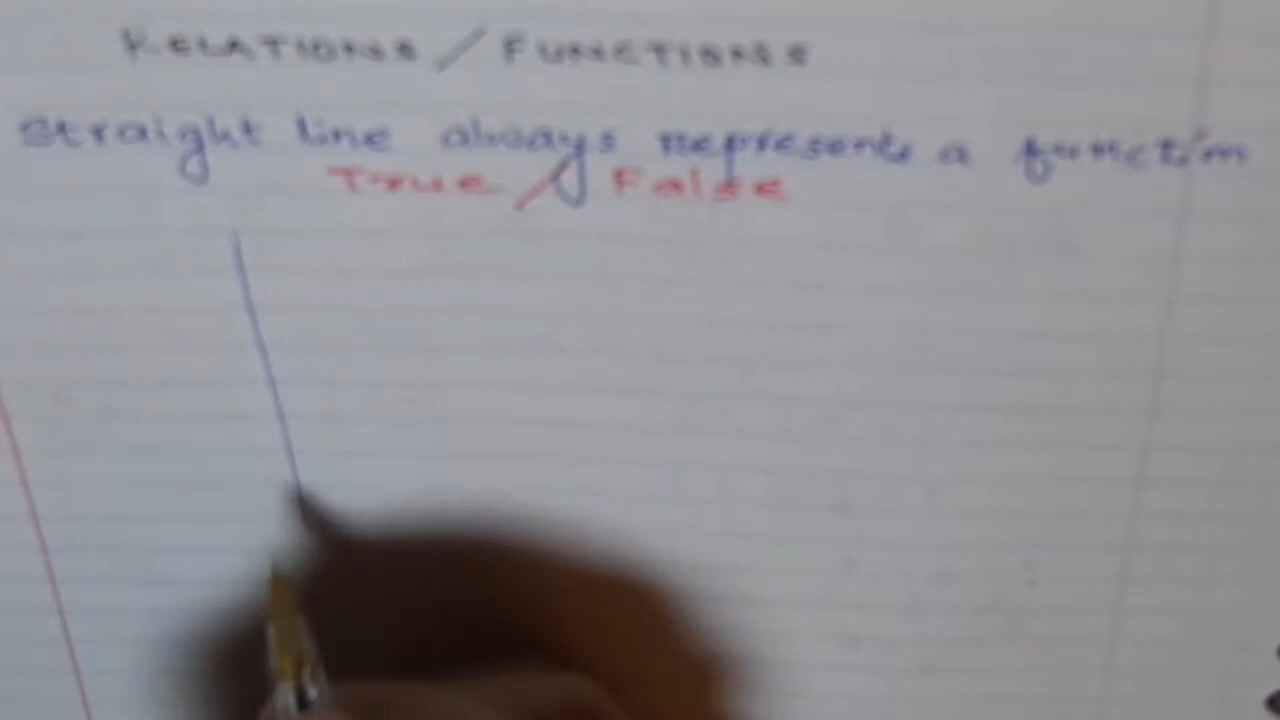 RELATIONS / FUNCTIONS
Straight line always represents a function
True / False